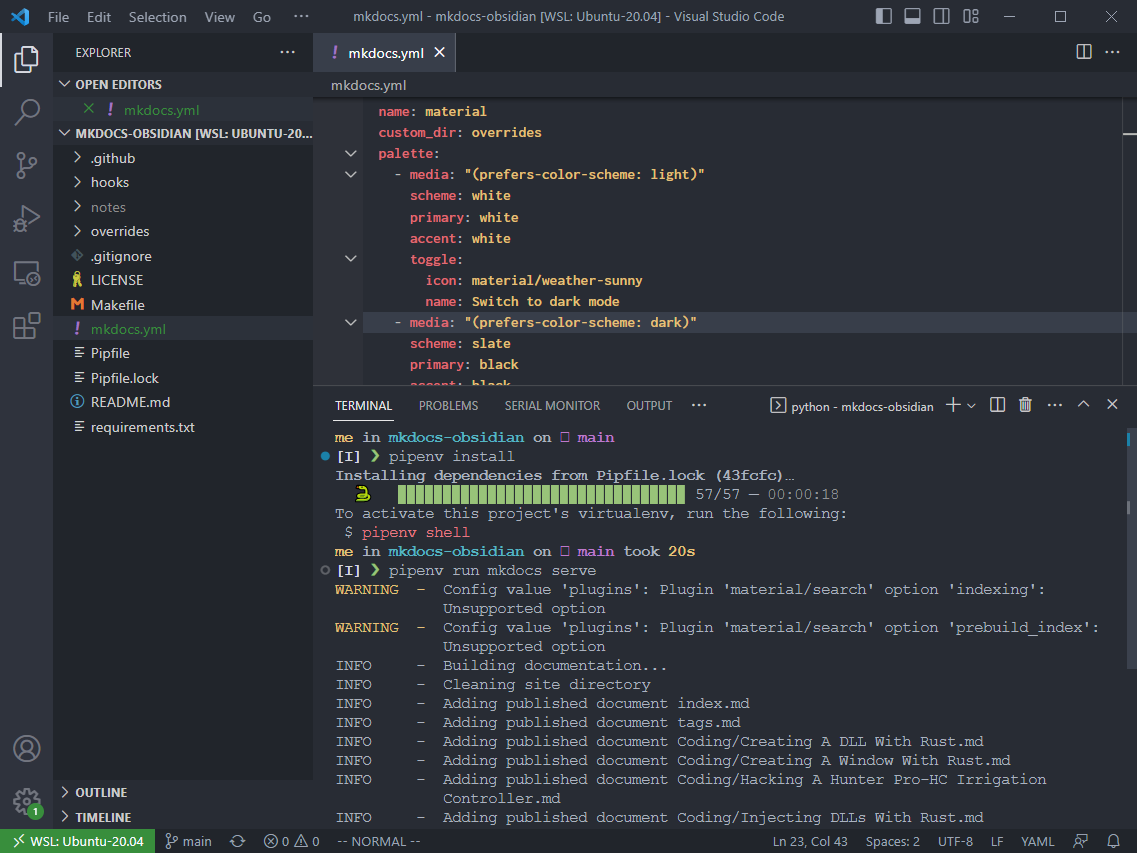 File Edit Selection View Go ··· mkdocs.yml - mkdocs-obsidian [WSL: Ubuntu-20.04] - Visual Studio Code
EXPLORER
OPEN EDITORS
! mkdocs.yml
MKDOCS-OBSIDIAN [WSL: UBUNTU-20...
.github
hooks
notes
overrides
.gitignore
LICENSE
M Makefile
! mkdocs.yml
Pipfile
Pipfile.lock
README.md
requirements.txt
OUTLINE
TIMELINE
1
! mkdocs.yml
mkdocs.yml
name: material
custom_dir: overrides
palette:
- media: "(prefers-color-scheme: light)"
scheme: white
primary: white
accent: white
toggle:
icon: material/weather-sunny
name: Switch to dark mode
- media: "(prefers-color-scheme: dark)"
scheme: slate
primary: black
accent: black
TERMINAL PROBLEMS SERIAL MONITOR OUTPUT ··· python - mkdocs-obsidian
me in mkdocs-obsidian on □ main
[I] ❯ pipenv install
Installing dependencies from Pipfile.lock (43fcfc)…
🐍 57/57 — 00:00:18
To activate this project's virtualenv, run the following:
$ pipenv shell
me in mkdocs-obsidian on □ main took 20s
[I] ❯ pipenv run mkdocs serve
WARNING - Config value 'plugins': Plugin 'material/search' option 'indexing':
Unsupported option
WARNING - Config value 'plugins': Plugin 'material/search' option 'prebuild_index':
Unsupported option
INFO - Building documentation...
INFO - Cleaning site directory
INFO - Adding published document index.md
INFO - Adding published document tags.md
INFO - Adding published document Coding/Creating A DLL With Rust.md
INFO - Adding published document Coding/Creating A Window With Rust.md
INFO - Adding published document Coding/Hacking A Hunter Pro-HC Irrigation
Controller.md
INFO - Adding published document Coding/Injecting DLLs With Rust.md
WSL: Ubuntu-20.04 main 0 0 -- NORMAL -- Ln 23, Col 43 Spaces: 2 UTF-8 LF YAML